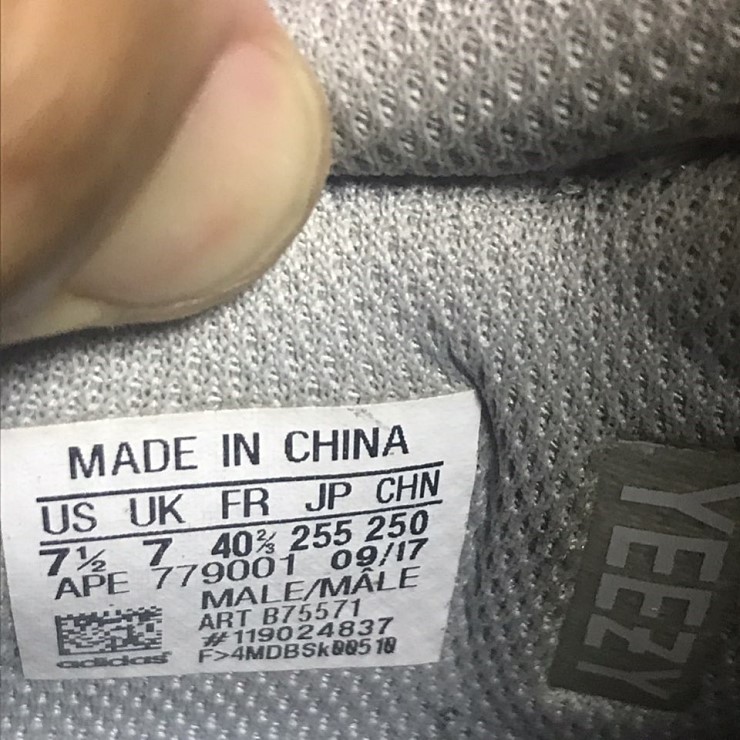 MADE IN CHINA
US UK FR JP CHN
7½ 7 40⅔ 255 250
APE 779001 09/17
MALE/MÂLE
ART B75571
#119024837
adidas
YEEZY